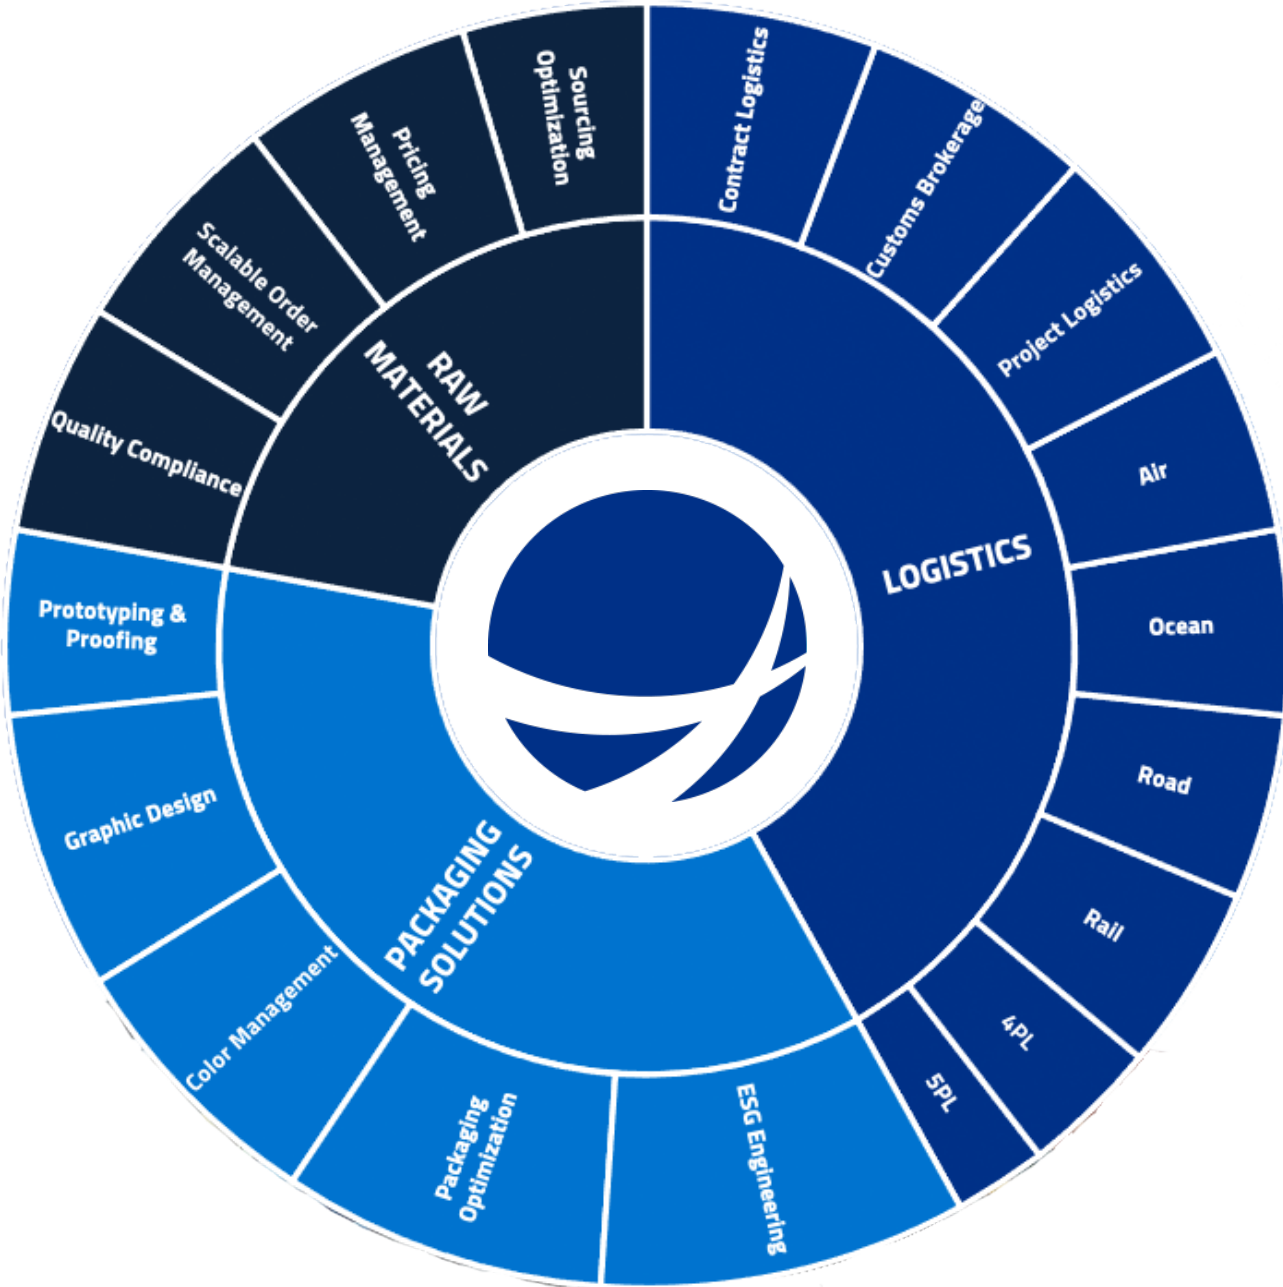 LOGISTICS
Contract Logistics
Customs Brokerage
Project Logistics
Air
Ocean
Road
Rail
4PL
5PL
PACKAGING
SOLUTIONS
ESG Engineering
Packaging
Optimization
Color Management
Graphic Design
Prototyping &
Proofing
RAW
MATERIALS
Quality Compliance
Scalable Order
Management
Pricing
Management
Sourcing
Optimization